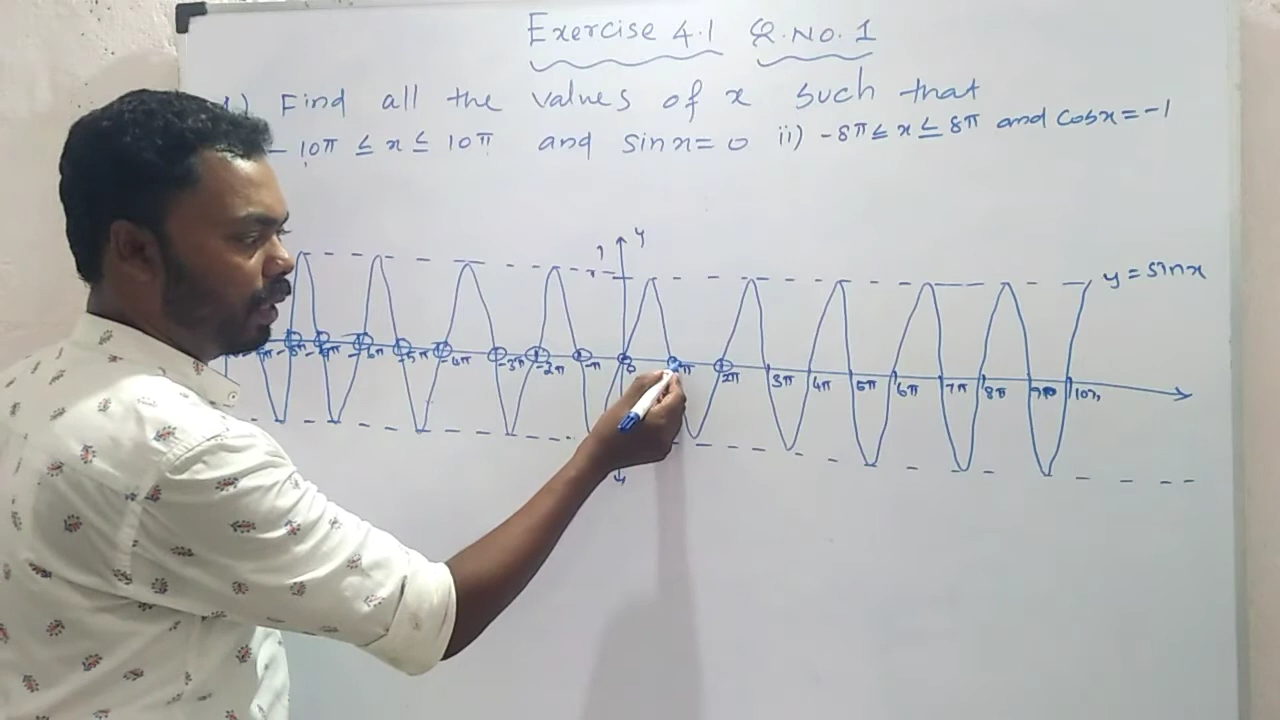 Exercise 4.1 Q.No. 1
1) Find all the values of x such that
- 10π ≤ x ≤ 10π and sinx = 0 ii) -8π ≤ x ≤ 8π and cosx = -1
y
1
y = sinx
-6π -5π -4π -3π -2π -π 0 π 2π 3π 4π 5π 6π 7π 8π 9π 10π